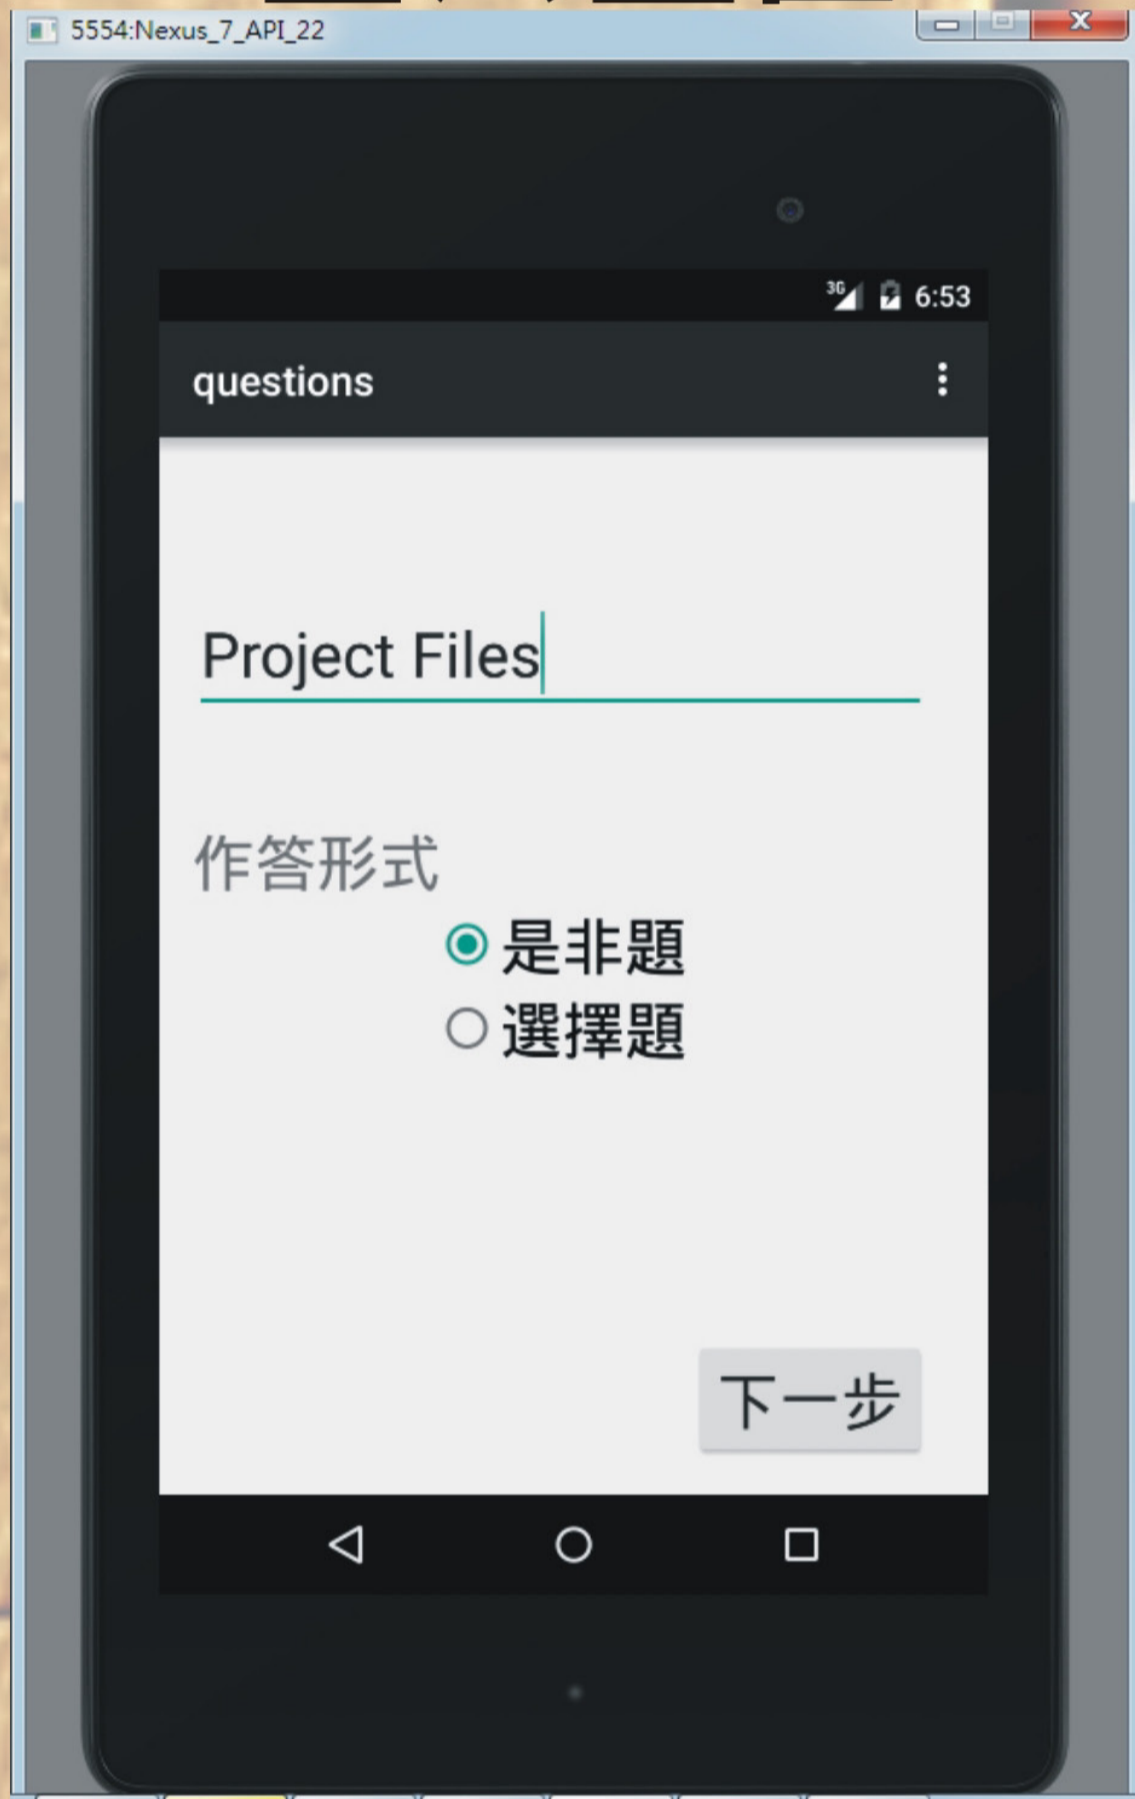 5554:Nexus_7_API_22
3G 6:53
questions
Project Files
作答形式
是非題
選擇題
下一步